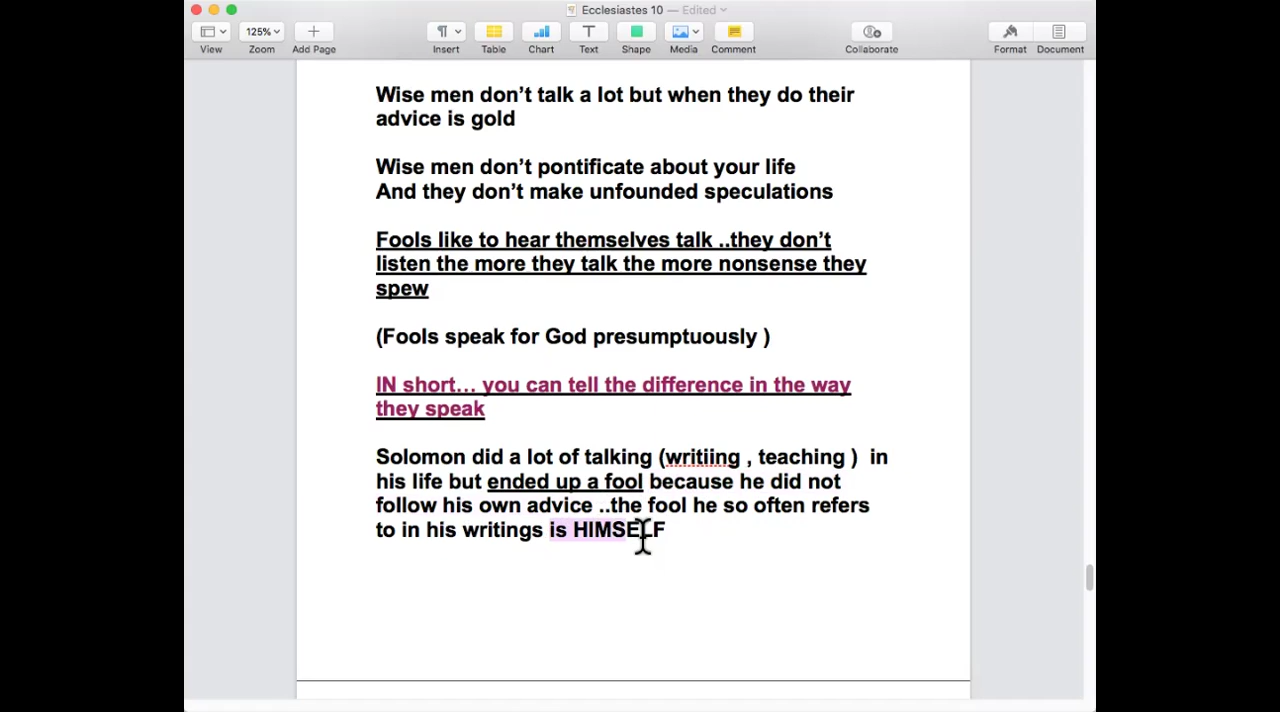 Ecclesiastes 10 — Edited
125%
View
Zoom
Add Page
Insert
Table
Chart
Text
Shape
Media
Comment
Collaborate
Format
Document
Wise men don’t talk a lot but when they do their
advice is gold
Wise men don’t pontificate about your life
And they don’t make unfounded speculations
Fools like to hear themselves talk ..they don’t
listen the more they talk the more nonsense they
spew
(Fools speak for God presumptuously )
IN short… you can tell the difference in the way
they speak
Solomon did a lot of talking (writiing , teaching )  in
his life but ended up a fool because he did not
follow his own advice ..the fool he so often refers
to in his writings is HIMSELF